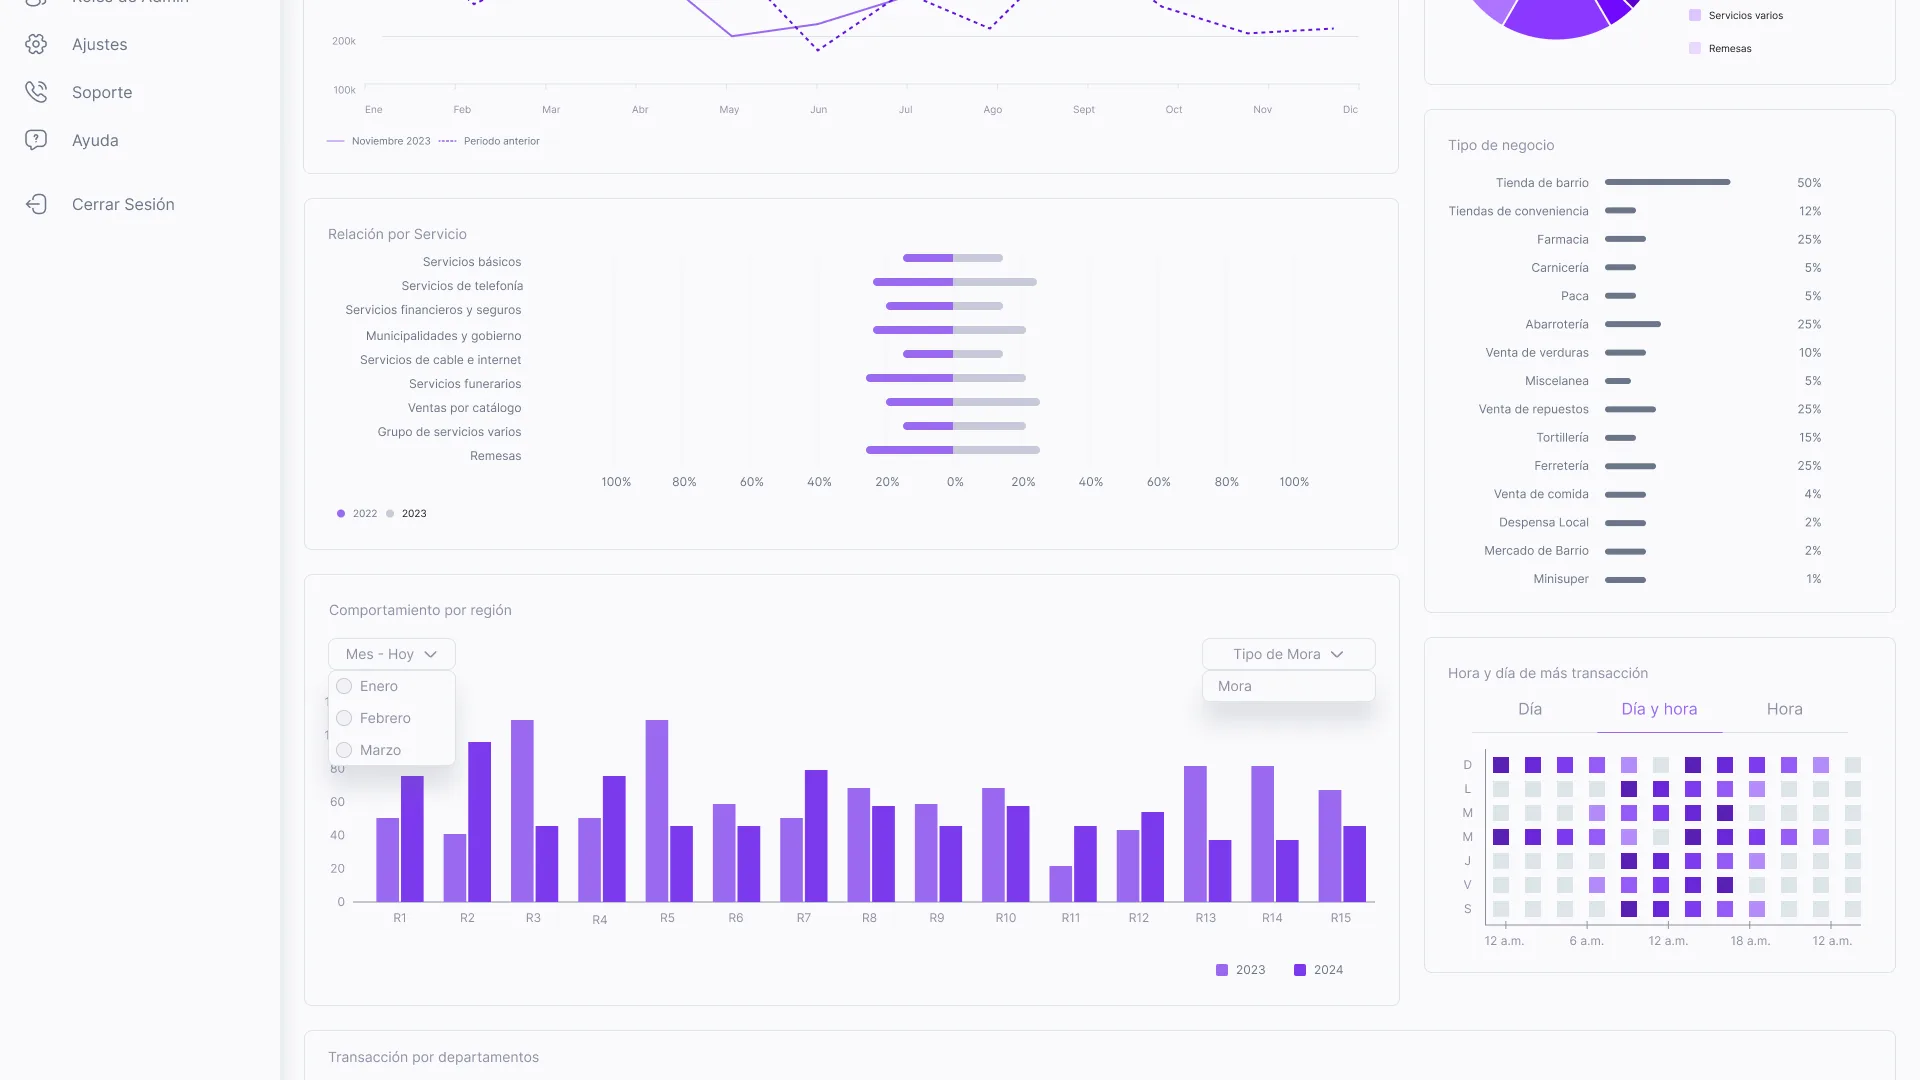 Roles de Admin
Ajustes
Soporte
Ayuda
Cerrar Sesión
200k
100k
Ene Feb Mar Abr May Jun Jul Ago Sept Oct Nov Dic
Noviembre 2023 Periodo anterior
Servicios varios
Remesas
Relación por Servicio
Servicios básicos
Servicios de telefonía
Servicios financieros y seguros
Municipalidades y gobierno
Servicios de cable e internet
Servicios funerarios
Ventas por catálogo
Grupo de servicios varios
Remesas
100% 80% 60% 40% 20% 0% 20% 40% 60% 80% 100%
2022 2023
Tipo de negocio
Tienda de barrio 50%
Tiendas de conveniencia 12%
Farmacia 25%
Carnicería 5%
Paca 5%
Abarrotería 25%
Venta de verduras 10%
Miscelanea 5%
Venta de repuestos 25%
Tortillería 15%
Ferretería 25%
Venta de comida 4%
Despensa Local 2%
Mercado de Barrio 2%
Minisuper 1%
Comportamiento por región
Mes - Hoy
Enero
Febrero
Marzo
Tipo de Mora
Mora
80
60
40
20
0
R1 R2 R3 R4 R5 R6 R7 R8 R9 R10 R11 R12 R13 R14 R15
2023 2024
Hora y día de más transacción
Día Día y hora Hora
D
L
M
M
J
V
S
12 a.m. 6 a.m. 12 a.m. 18 a.m. 12 a.m.
Transacción por departamentos